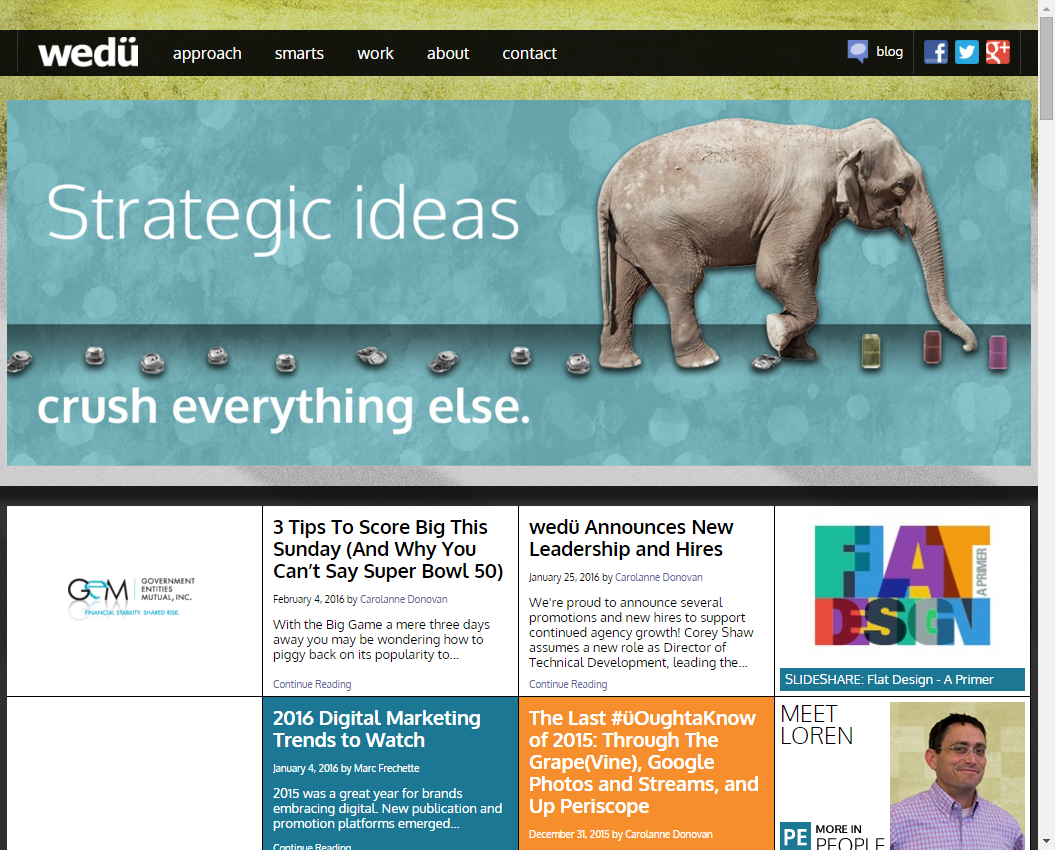 wedü approach smarts work about contact blog
Strategic ideas
crush everything else.
GEM GOVERNMENT
ENTITIES
MUTUAL, INC.
FINANCIAL STABILITY. SHARED RISK.
3 Tips To Score Big This
Sunday (And Why You
Can't Say Super Bowl 50)
February 4, 2016 by Carolanne Donovan
With the Big Game a mere three days
away you may be wondering how to
piggy back on its popularity to...
Continue Reading
wedü Announces New
Leadership and Hires
January 25, 2016 by Carolanne Donovan
We're proud to announce several
promotions and new hires to support
continued agency growth! Corey Shaw
assumes a new role as Director of
Technical Development, leading the...
Continue Reading
FLAT
DESIGN
A PRIMER
SLIDESHARE: Flat Design - A Primer
2016 Digital Marketing
Trends to Watch
January 4, 2016 by Marc Frechette
2015 was a great year for brands
embracing digital. New publication and
promotion platforms emerged...
Continue Reading
The Last #üOughtaKnow
of 2015: Through The
Grape(Vine), Google
Photos and Streams, and
Up Periscope
December 31, 2015 by Carolanne Donovan
MEET
LOREN
PE MORE IN
PEOPLE